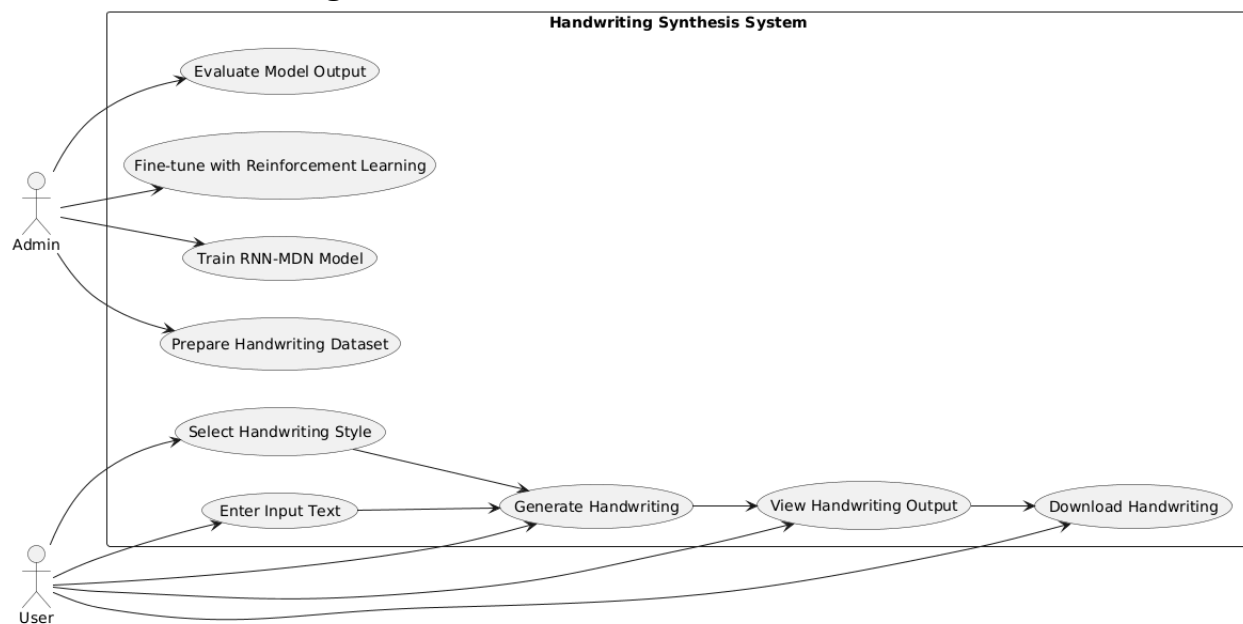 Handwriting Synthesis System
Evaluate Model Output
Fine-tune with Reinforcement Learning
Admin
Train RNN-MDN Model
Prepare Handwriting Dataset
Select Handwriting Style
Enter Input Text
Generate Handwriting
View Handwriting Output
Download Handwriting
User